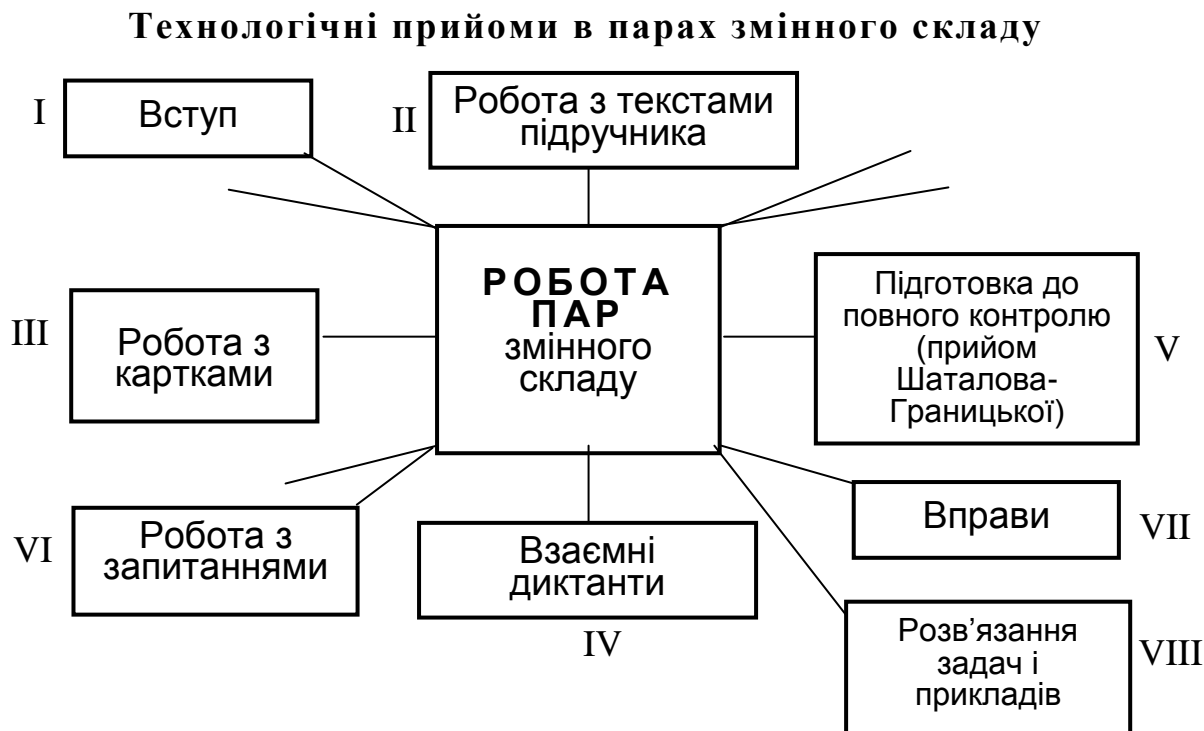 Технологічні прийоми в парах змінного складу
I
Вступ
II
Робота з текстами
підручника
РОБОТА
ПАР
змінного
складу
III
Робота з
картками
Підготовка до
повного контролю
(прийом
Шаталова-
Границької)
V
VI
Робота з
запитаннями
Взаємні
диктанти
IV
Вправи
VII
Розв’язання
задач і
прикладів
VIII